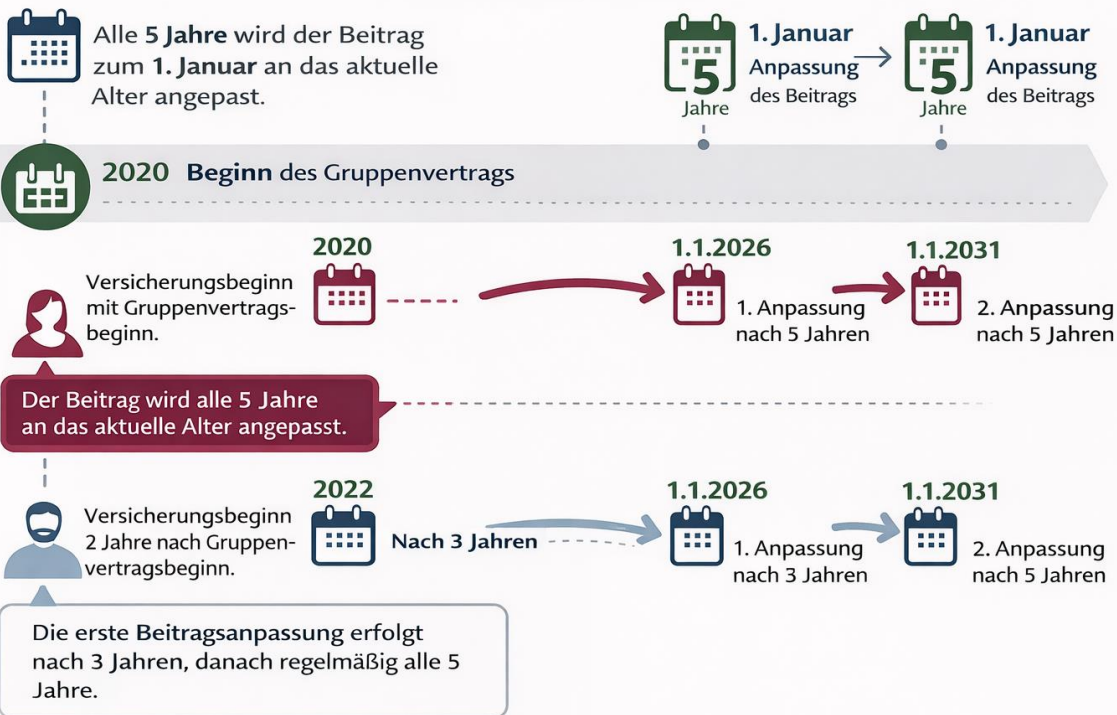 Alle 5 Jahre wird der Beitrag
zum 1. Januar an das aktuelle
Alter angepast.
5
Jahre
1. Januar
Anpassung
des Beitrags
5
Jahre
1. Januar
Anpassung
des Beitrags
2020 Beginn des Gruppenvertrags
Versicherungsbeginn
mit Gruppenvertrags-
beginn.
2020
1.1.2026
1. Anpassung
nach 5 Jahren
1.1.2031
2. Anpassung
nach 5 Jahren
Der Beitrag wird alle 5 Jahre
an das aktuelle Alter angepasst.
Versicherungsbeginn
2 Jahre nach Gruppen-
vertragsbeginn.
2022
Nach 3 Jahren
1.1.2026
1. Anpassung
nach 3 Jahren
1.1.2031
2. Anpassung
nach 5 Jahren
Die erste Beitragsanpassung erfolgt
nach 3 Jahren, danach regelmäßig alle 5
Jahre.